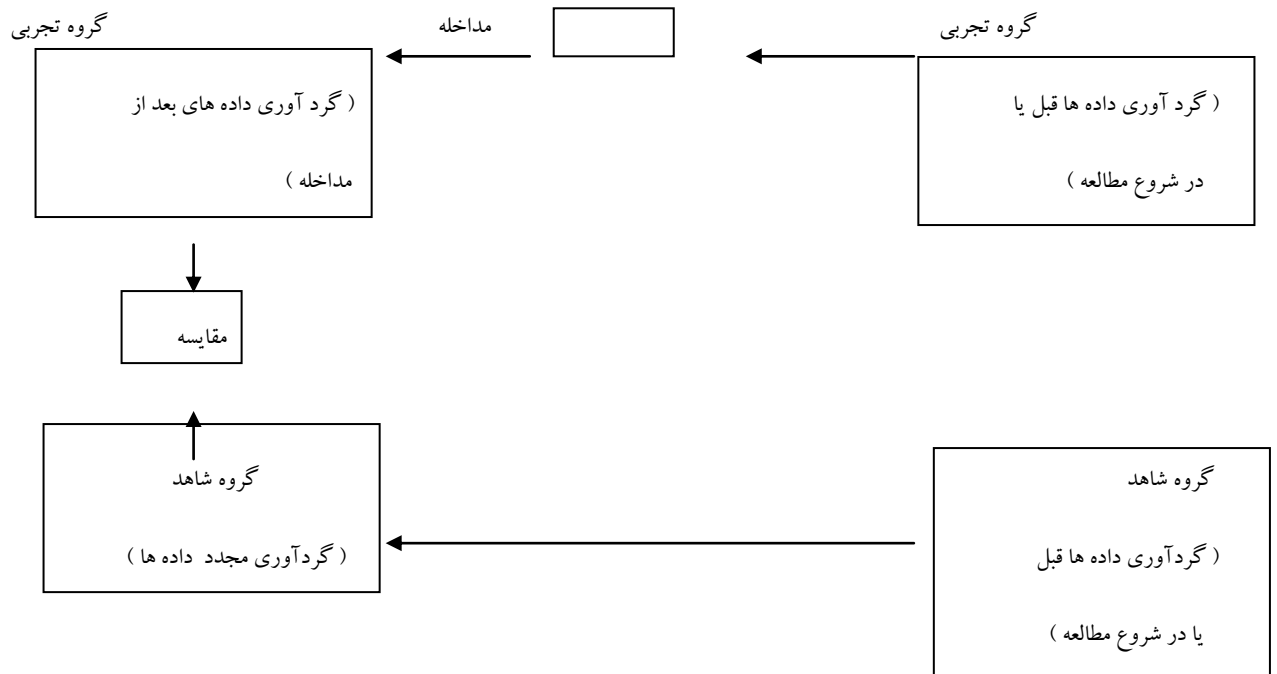 گروه تجربی
( گرد آوری داده ها قبل یا
در شروع مطالعه )
مداخله
گروه تجربی
( گرد آوری داده های بعد از
مداخله )
مقایسه
گروه شاهد
( گردآوری داده ها قبل
یا در شروع مطالعه )
گروه شاهد
( گردآوری مجدد داده ها )